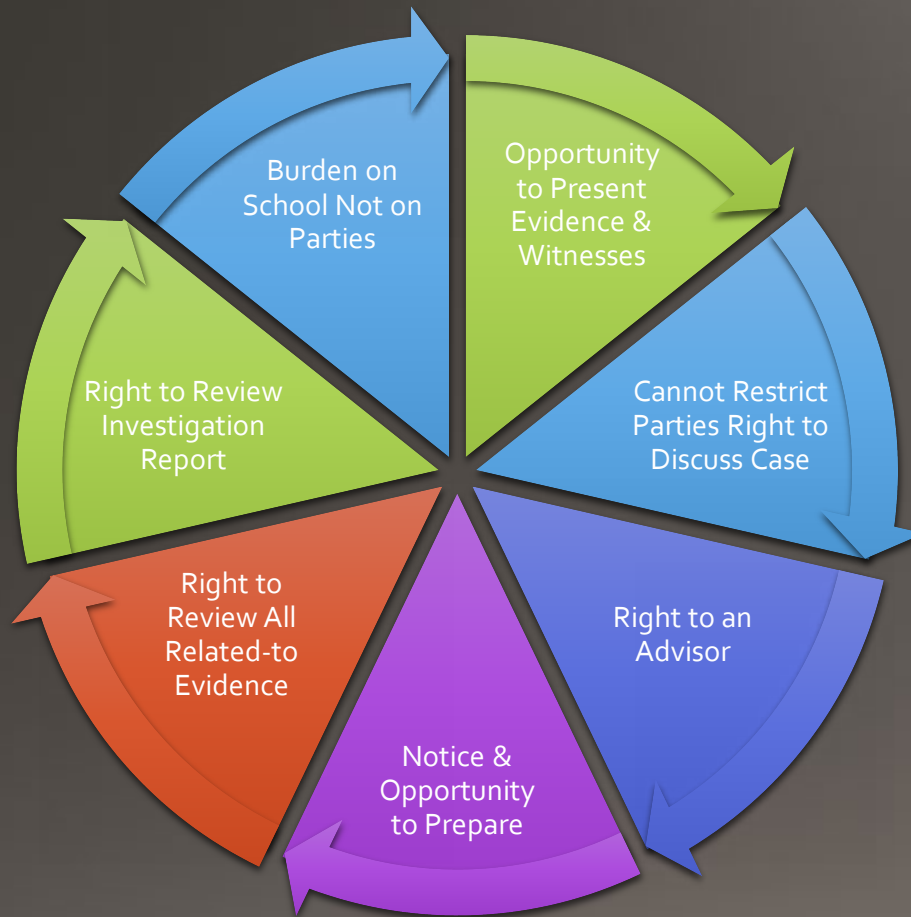 Opportunity
to Present
Evidence &
Witnesses
Cannot Restrict
Parties Right to
Discuss Case
Right to an
Advisor
Notice &
Opportunity
to Prepare
Right to
Review All
Related-to
Evidence
Right to Review
Investigation
Report
Burden on
School Not on
Parties